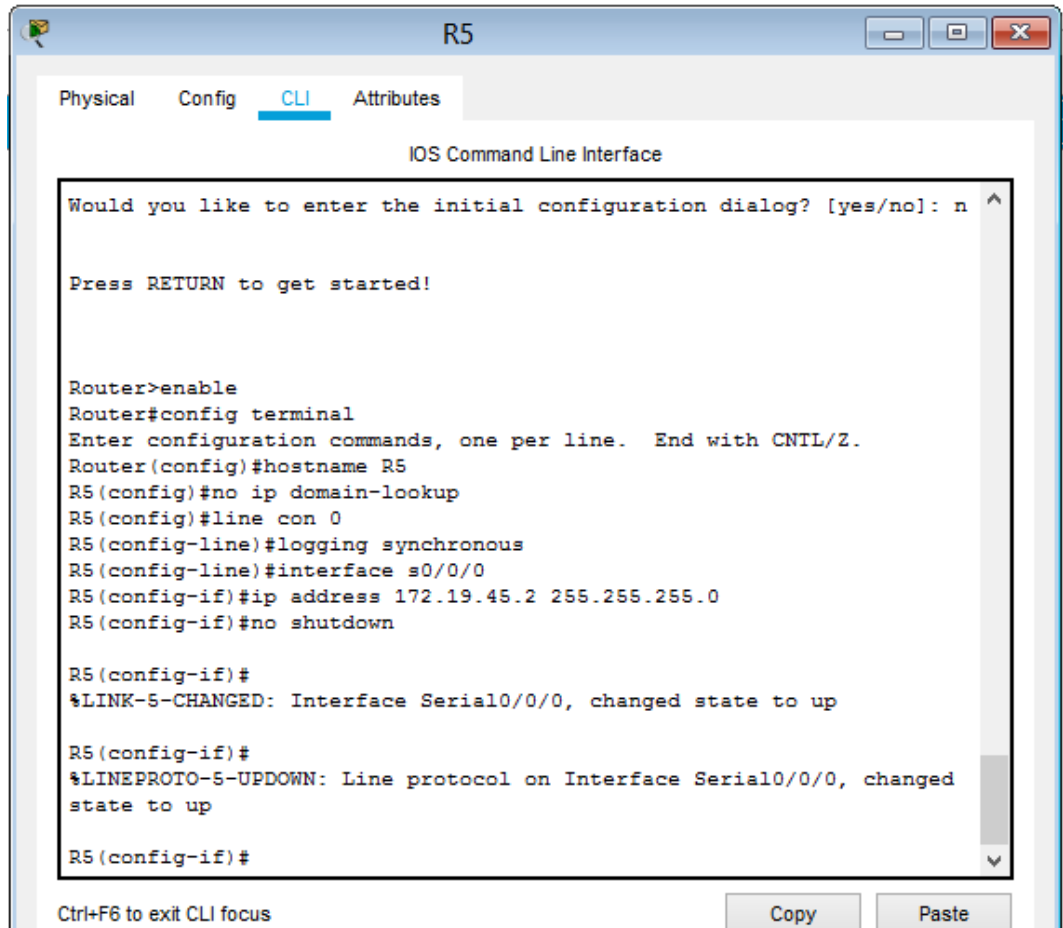 R5
Physical Config CLI Attributes
IOS Command Line Interface
Would you like to enter the initial configuration dialog? [yes/no]: n
Press RETURN to get started!
Router>enable
Router#config terminal
Enter configuration commands, one per line.  End with CNTL/Z.
Router(config)#hostname R5
R5(config)#no ip domain-lookup
R5(config)#line con 0
R5(config-line)#logging synchronous
R5(config-line)#interface s0/0/0
R5(config-if)#ip address 172.19.45.2 255.255.255.0
R5(config-if)#no shutdown
R5(config-if)#
%LINK-5-CHANGED: Interface Serial0/0/0, changed state to up
R5(config-if)#
%LINEPROTO-5-UPDOWN: Line protocol on Interface Serial0/0/0, changed
state to up
R5(config-if)#
Ctrl+F6 to exit CLI focus Copy Paste